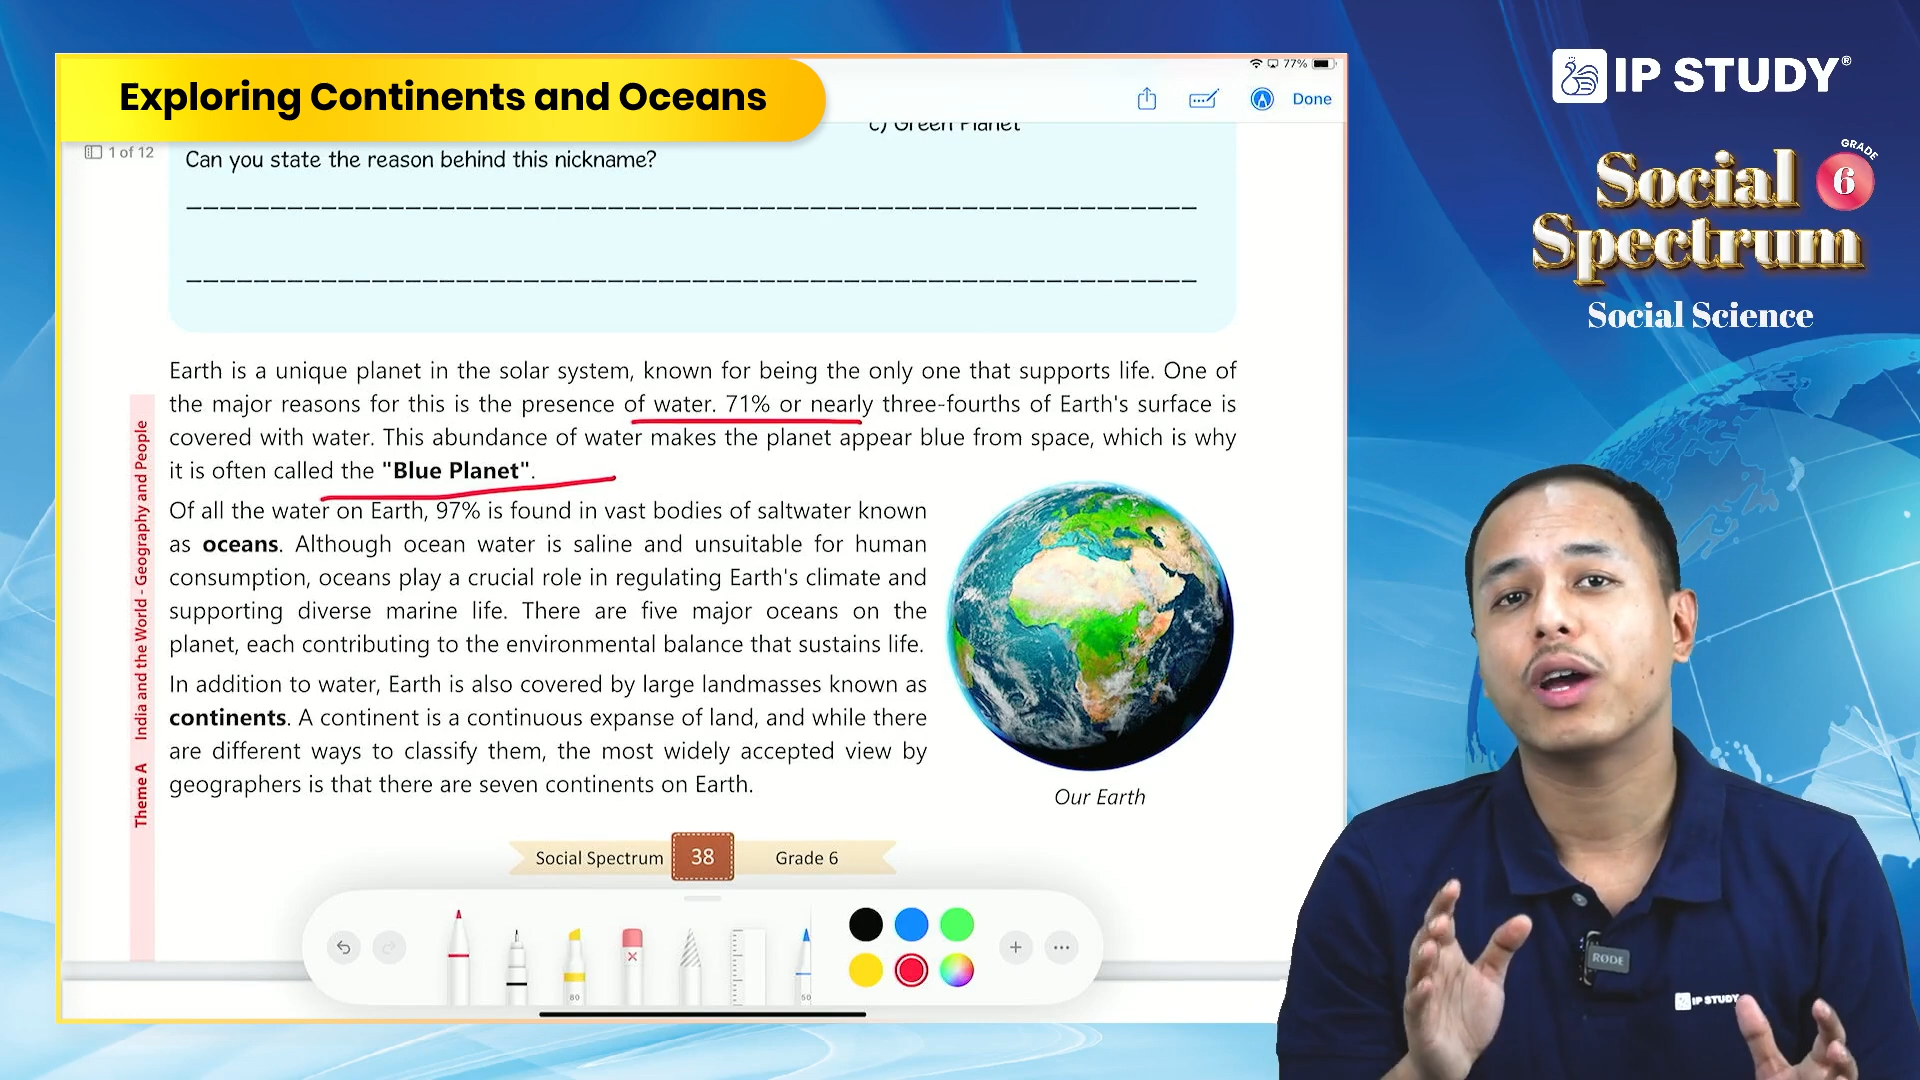 Exploring Continents and Oceans
77%
Done
1 of 12
c) Green Planet
Can you state the reason behind this nickname?
Earth is a unique planet in the solar system, known for being the only one that supports life. One of
the major reasons for this is the presence of water. 71% or nearly three-fourths of Earth's surface is
covered with water. This abundance of water makes the planet appear blue from space, which is why
it is often called the "Blue Planet".
Of all the water on Earth, 97% is found in vast bodies of saltwater known
as oceans. Although ocean water is saline and unsuitable for human
consumption, oceans play a crucial role in regulating Earth's climate and
supporting diverse marine life. There are five major oceans on the
planet, each contributing to the environmental balance that sustains life.
In addition to water, Earth is also covered by large landmasses known as
continents. A continent is a continuous expanse of land, and while there
are different ways to classify them, the most widely accepted view by
geographers is that there are seven continents on Earth.
Our Earth
Theme A India and the World - Geography and People
Social Spectrum 38 Grade 6
80
50
IP STUDY®
GRADE
6
Social
Spectrum
Social Science
RØDE
IP STUDY